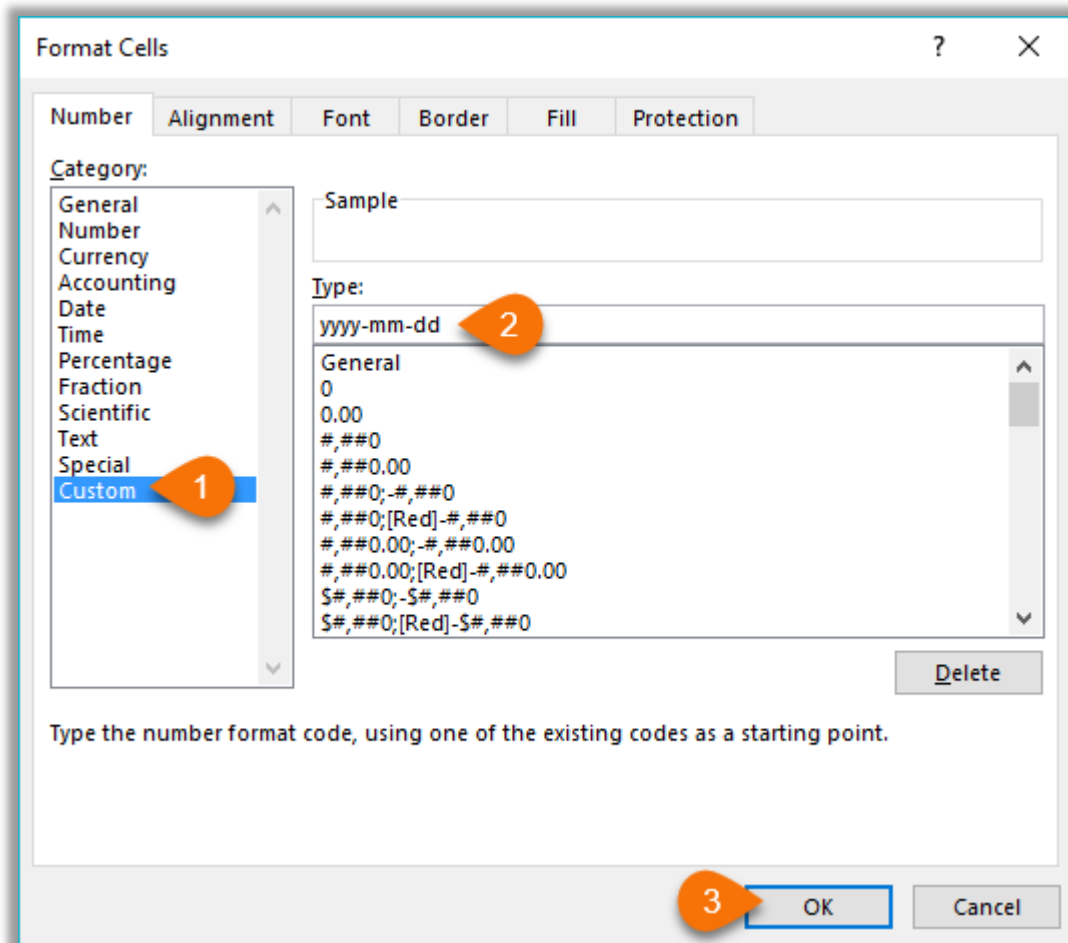 Format Cells ?
Number Alignment Font Border Fill Protection
Category:
General
Number
Currency
Accounting
Date
Time
Percentage
Fraction
Scientific
Text
Special
Custom 1
Sample
Type:
yyyy-mm-dd 2
General
0
0.00
#,##0
#,##0.00
#,##0;-#,##0
#,##0;[Red]-#,##0
#,##0.00;-#,##0.00
#,##0.00;[Red]-#,##0.00
$#,##0;-$#,##0
$#,##0;[Red]-$#,##0
Delete
Type the number format code, using one of the existing codes as a starting point.
3 OK Cancel